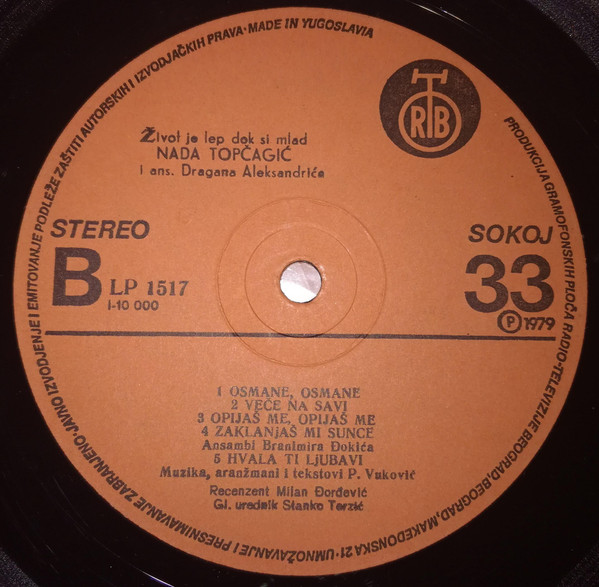 UMNOŽAVANJE I PRESNIMAVANJE ZABRANJENO·JAVNO IZVODJENJE I EMITOVANJE PODLEŽE ZAŠTITI AUTORSKIH I IZVODJAČKIH PRAVA·MADE IN YUGOSLAVIA
PRODUKCIJA GRAMOFONSKIH PLOČA RADIO-TELEVIZIJE BEOGRAD, BEOGRAD, MAKEDONSKA 21·
RTB
Život je lep dok si mlad
NADA TOPČAGIĆ
I ans. Dragana Aleksandrića
STEREO
SOKOJ
B LP 1517
33
I-10 000
Ⓟ 1979
1 OSMANE, OSMANE
2 VEČE NA SAVI
3 OPIJAŠ ME, OPIJAŠ ME
4 ZAKLANjAŠ MI SUNCE
Ansambl Branimira Đokića
5 HVALA TI LJUBAVI
Muzika, aranžmani i tekstovi P. Vuković
Recenzent Milan Đorđević
Gl. urednik Stanko Terzić